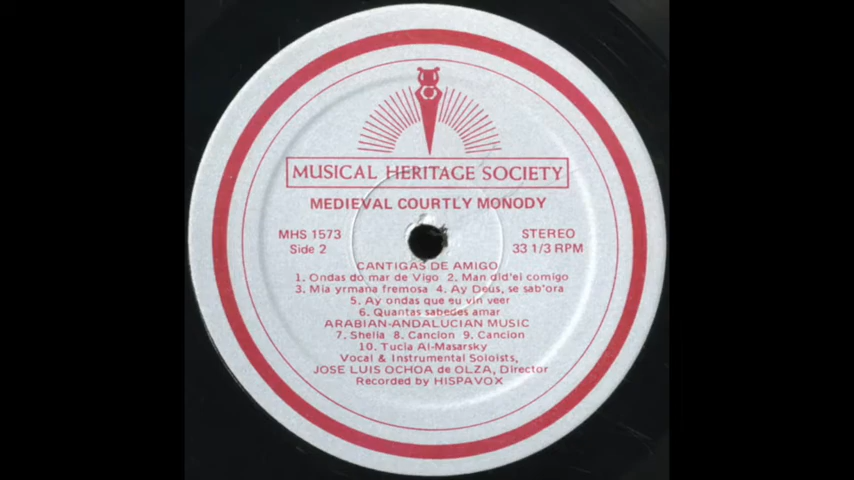 MUSICAL HERITAGE SOCIETY
MEDIEVAL COURTLY MONODY
MHS 1573
Side 2
STEREO
33 1/3 RPM
CANTIGAS DE AMIGO
1. Ondas do mar de Vigo 2. Man did'el comigo
3. Mia yrmana fremosa 4. Ay Deus, se sab'ora
5. Ay ondas que eu vin veer
6. Quantas sabedes amar
ARABIAN-ANDALUCIAN MUSIC
7. Shelia 8. Cancion 9. Cancion
10. Tucia Al-Masarsky
Vocal & Instrumental Soloists,
JOSE LUIS OCHOA de OLZA, Director
Recorded by HISPAVOX